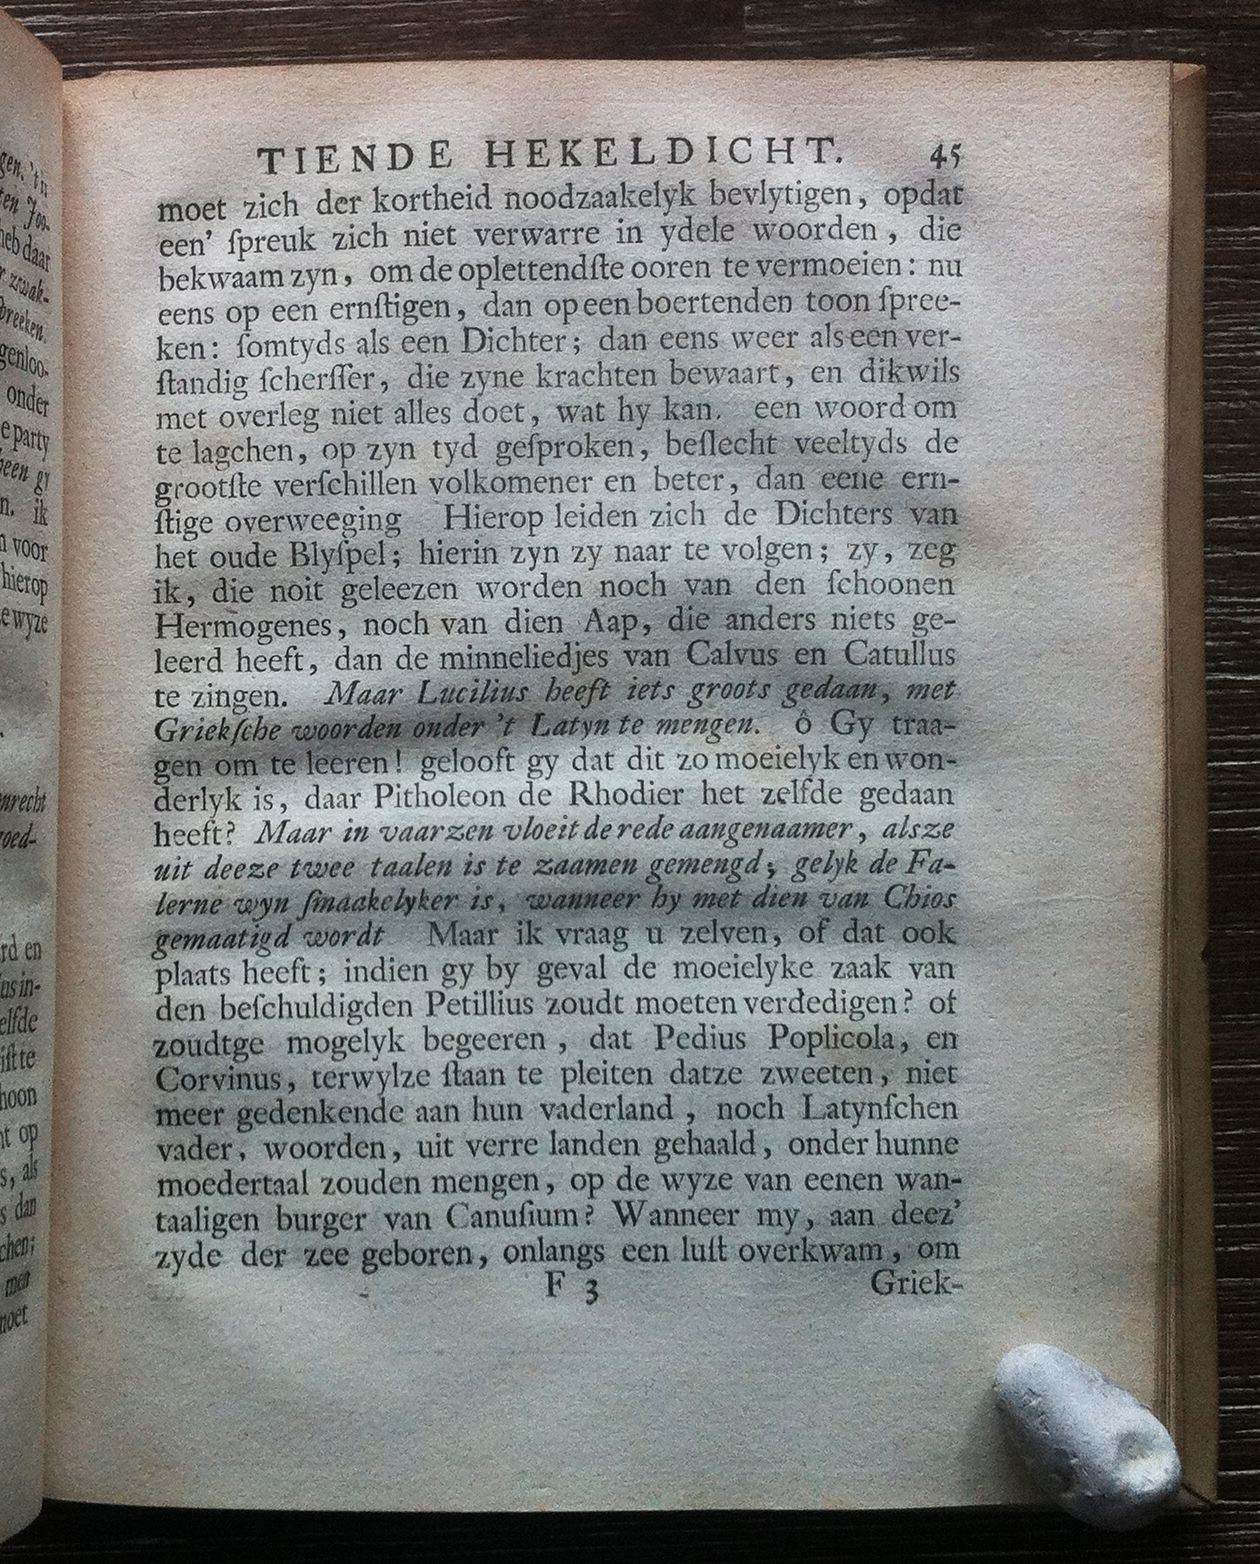 TIENDE HEKELDICHT. 45
moet zich der kortheid noodzaakelyk bevlytigen, opdat
een' ſpreuk zich niet verwarre in ydele woorden, die
bekwaam zyn, om de oplettendſte ooren te vermoeien: nu
eens op een ernſtigen, dan op een boertenden toon ſpree-
ken: ſomtyds als een Dichter; dan eens weer als een ver-
ſtandig ſcherſſer, die zyne krachten bewaart, en dikwils
met overleg niet alles doet, wat hy kan. een woord om
te lagchen, op zyn tyd geſproken, beſlecht veeltyds de
grootſte verſchillen volkomener en beter, dan eene ern-
ſtige overweeging Hierop leiden zich de Dichters van
het oude Blyſpel; hierin zyn zy naar te volgen; zy, zeg
ik, die noit geleezen worden noch van den ſchoonen
Hermogenes, noch van dien Aap, die anders niets ge-
leerd heeft, dan de minneliedjes van Calvus en Catullus
te zingen. Maar Lucilius heeft iets groots gedaan, met
Griekſche woorden onder 't Latyn te mengen. ô Gy traa-
gen om te leeren! gelooft gy dat dit zo moeielyk en won-
derlyk is, daar Pitholeon de Rhodier het zelfde gedaan
heeft? Maar in vaarzen vloeit de rede aangenaamer, alsze
uit deeze twee taalen is te zaamen gemengd; gelyk de Fa-
lerne wyn ſmaakelyker is, wanneer hy met dien van Chios
gemaatigd wordt Maar ik vraag u zelven, of dat ook
plaats heeft; indien gy by geval de moeielyke zaak van
den beſchuldigden Petillius zoudt moeten verdedigen? of
zoudtge mogelyk begeeren, dat Pedius Poplicola, en
Corvinus, terwylze ſtaan te pleiten datze zweeten, niet
meer gedenkende aan hun vaderland, noch Latynſchen
vader, woorden, uit verre landen gehaald, onder hunne
moedertaal zouden mengen, op de wyze van eenen wan-
taaligen burger van Canuſium? Wanneer my, aan deez'
zyde der zee geboren, onlangs een luſt overkwam, om
F 3 Griek-